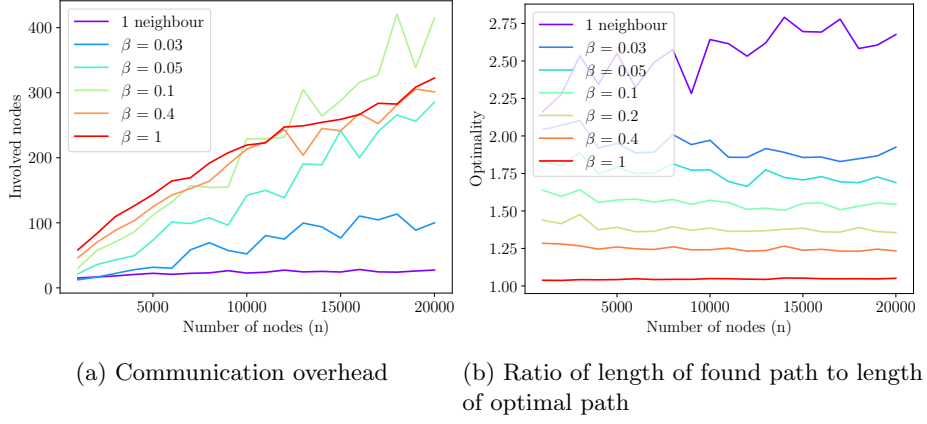 400
300
200
100
0
Involved nodes
1 neighbour
β = 0.03
β = 0.05
β = 0.1
β = 0.4
β = 1
5000 10000 15000 20000
Number of nodes (n)
(a) Communication overhead
2.75
2.50
2.25
2.00
1.75
1.50
1.25
1.00
Optimality
1 neighbour
β = 0.03
β = 0.05
β = 0.1
β = 0.2
β = 0.4
β = 1
5000 10000 15000 20000
Number of nodes (n)
(b) Ratio of length of found path to length
of optimal path